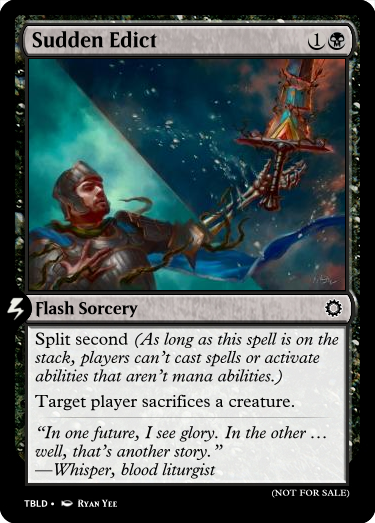 Sudden Edict 1
Flash Sorcery
Split second (As long as this spell is on the
stack, players can't cast spells or activate
abilities that aren't mana abilities.)
Target player sacrifices a creature.
"In one future, I see glory. In the other …
well, that's another story."
—Whisper, blood liturgist
TBLD • Ryan Yee
(NOT FOR SALE)